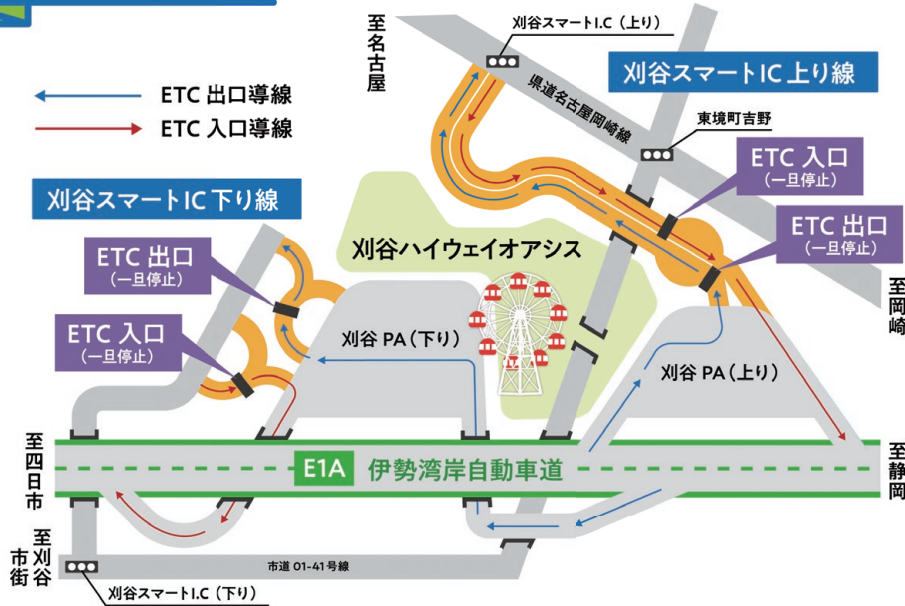 至名古屋
刈谷スマートI.C（上り）
刈谷スマートIC 上り線
ETC 出口導線
ETC 入口導線
県道名古屋岡崎線
東境町吉野
ETC 入口
（一旦停止）
刈谷スマートIC 下り線
ETC 出口
（一旦停止）
ETC 出口
（一旦停止）
刈谷ハイウェイオアシス
至岡崎
ETC 入口
（一旦停止）
刈谷 PA（下り）
刈谷 PA（上り）
至四日市
E1A 伊勢湾岸自動車道
至静岡
至刈谷
市街
市道 01-41号線
刈谷スマートI.C（下り）